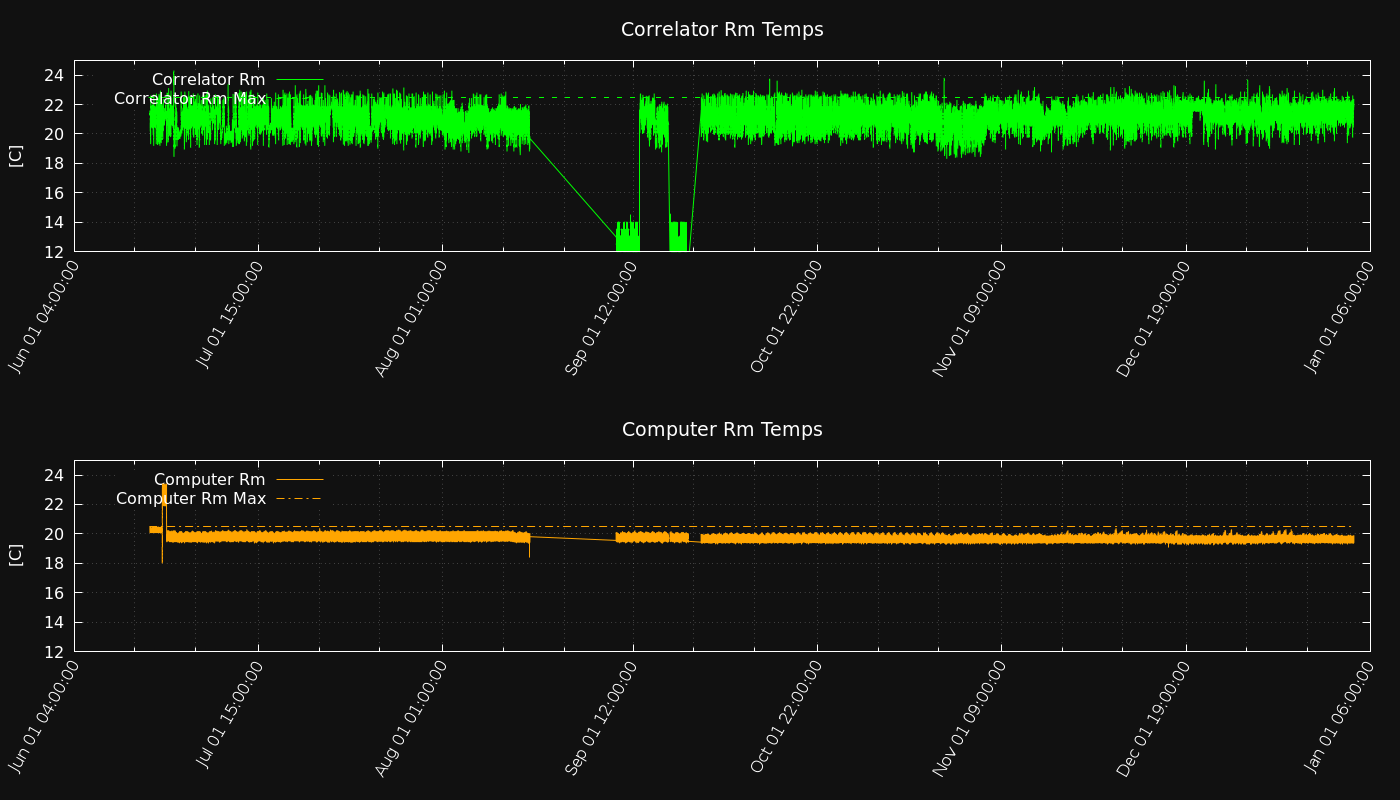 Correlator Rm Temps
24
22
20
18
16
14
12
[C]
Correlator Rm
Correlator Rm Max
Jun 01 04:00:00
Jul 01 15:00:00
Aug 01 01:00:00
Sep 01 12:00:00
Oct 01 22:00:00
Nov 01 09:00:00
Dec 01 19:00:00
Jan 01 06:00:00
Computer Rm Temps
24
22
20
18
16
14
12
[C]
Computer Rm
Computer Rm Max
Jun 01 04:00:00
Jul 01 15:00:00
Aug 01 01:00:00
Sep 01 12:00:00
Oct 01 22:00:00
Nov 01 09:00:00
Dec 01 19:00:00
Jan 01 06:00:00